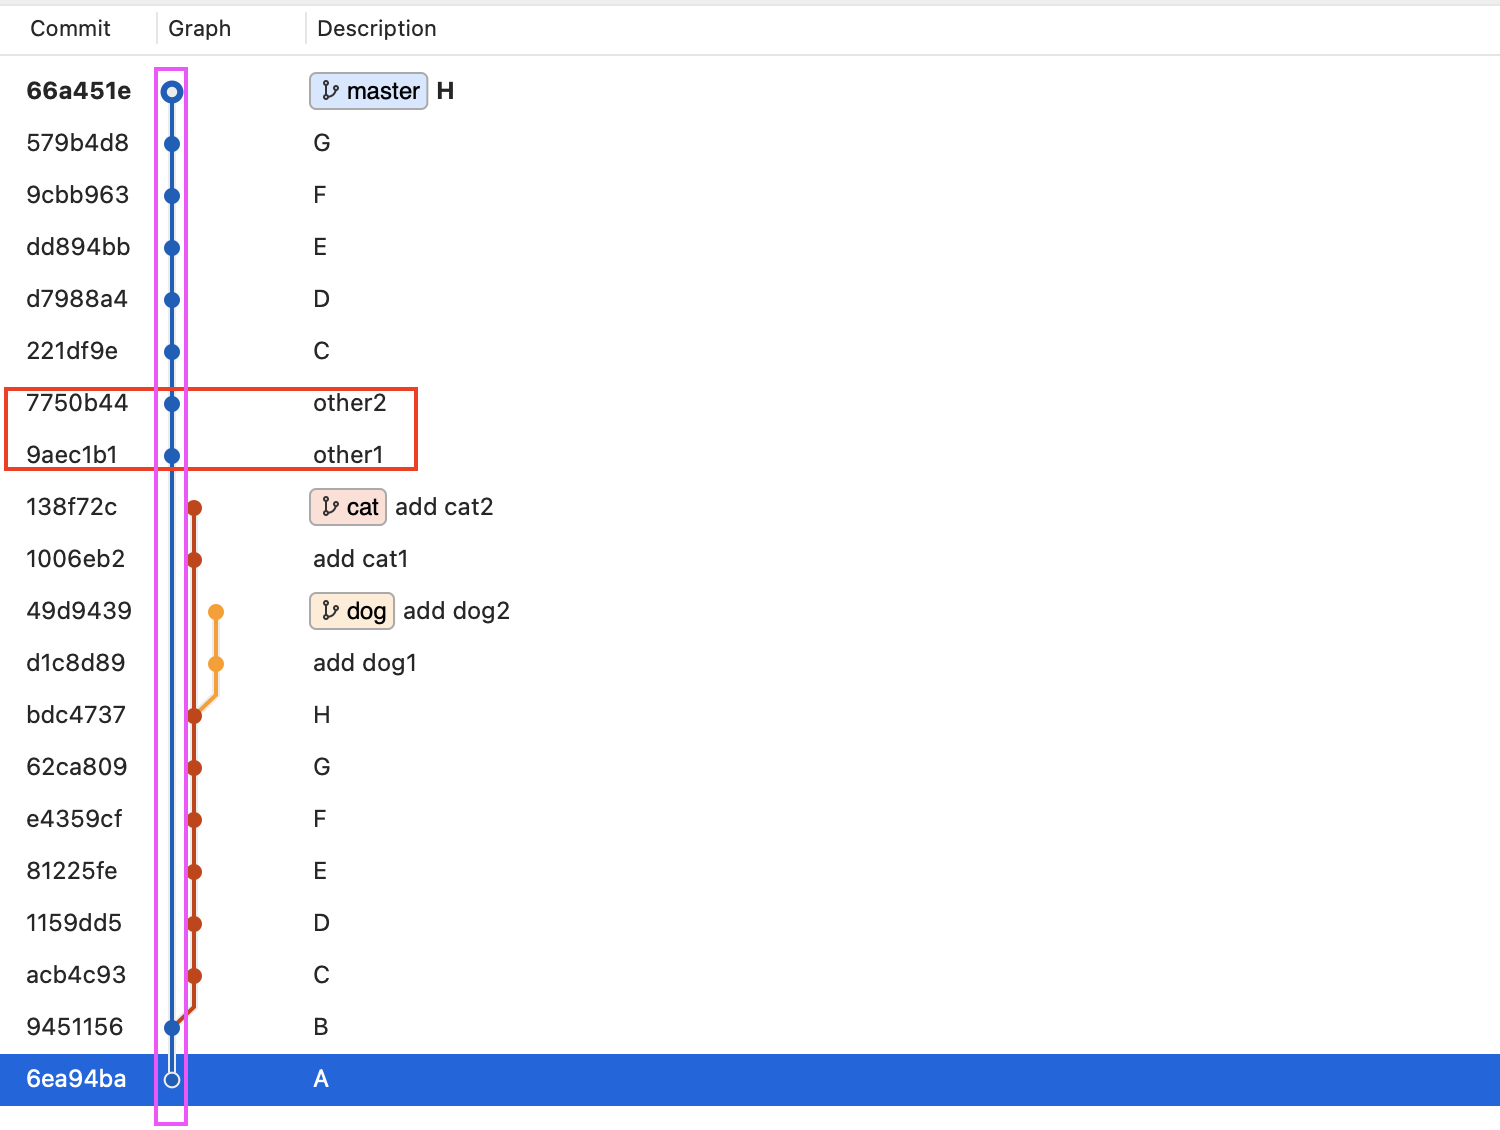 Commit Graph Description
66a451e master H
579b4d8 G
9cbb963 F
dd894bb E
d7988a4 D
221df9e C
7750b44 other2
9aec1b1 other1
138f72c cat add cat2
1006eb2 add cat1
49d9439 dog add dog2
d1c8d89 add dog1
bdc4737 H
62ca809 G
e4359cf F
81225fe E
1159dd5 D
acb4c93 C
9451156 B
6ea94ba A